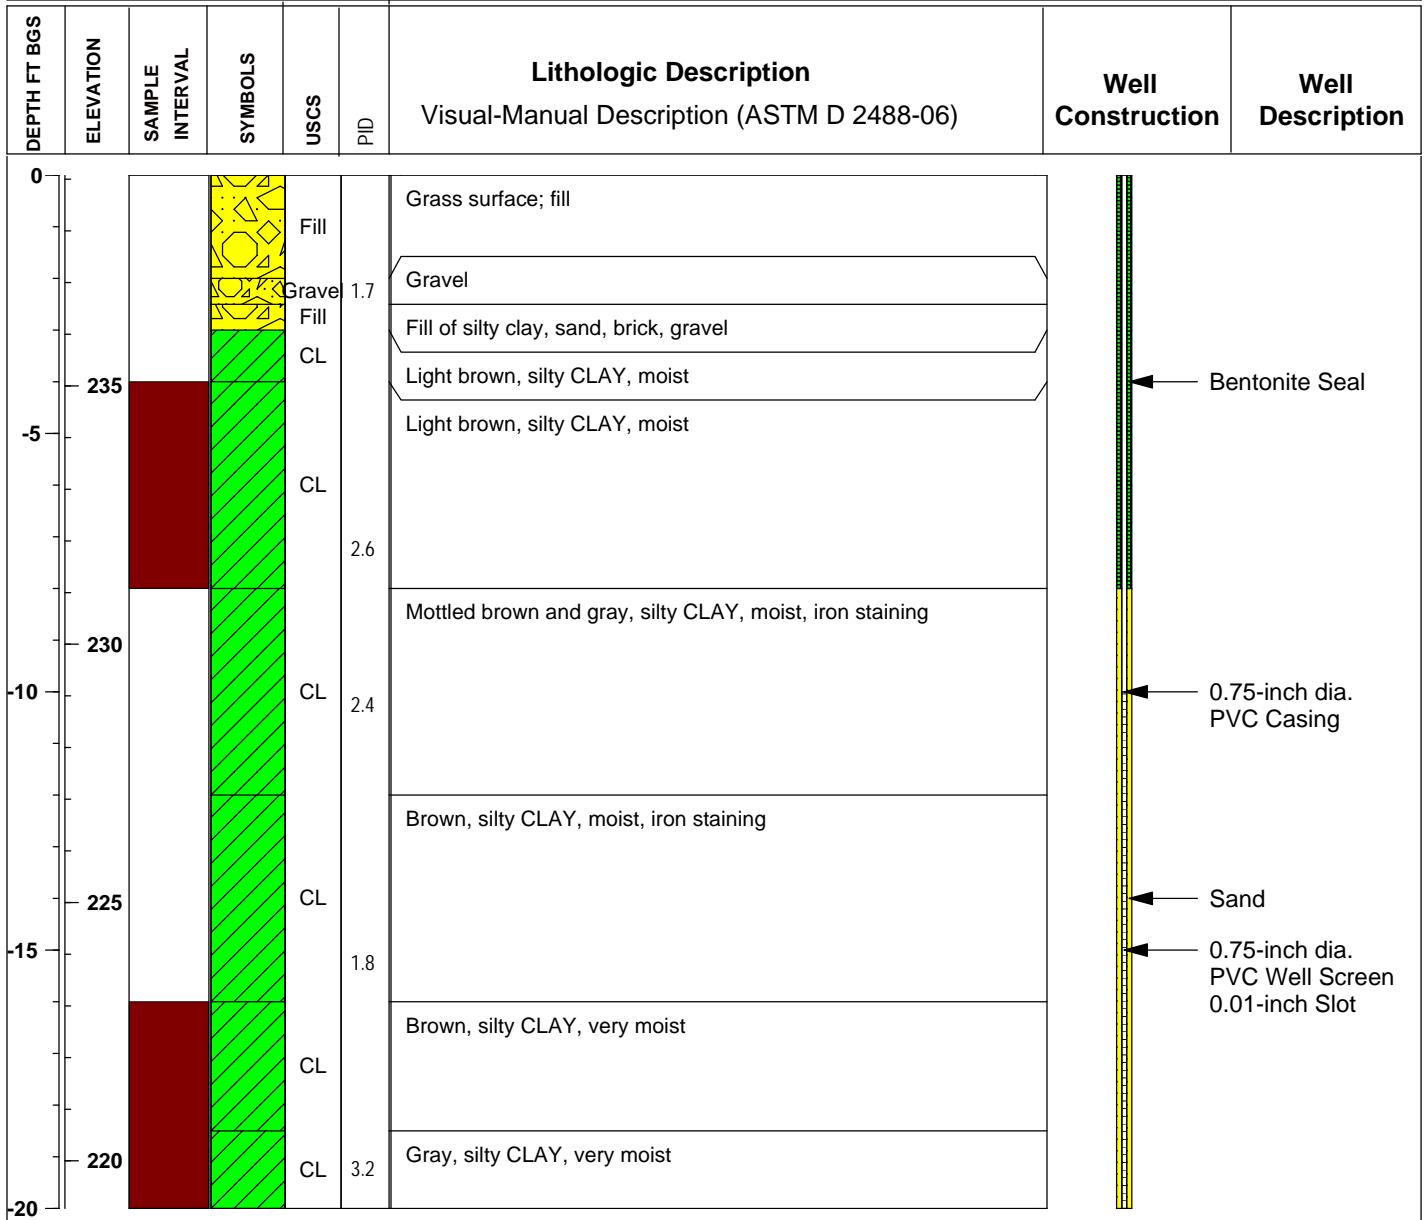 DEPTH FT BGS
ELEVATION
SAMPLE
INTERVAL
SYMBOLS
USCS
PID
Lithologic Description
Visual-Manual Description (ASTM D 2488-06)
Well
Construction
Well
Description
0
Fill
Grass surface; fill
Gravel
1.7
Gravel
Fill
Fill of silty clay, sand, brick, gravel
CL
Light brown, silty CLAY, moist
235
Bentonite Seal
-5
Light brown, silty CLAY, moist
CL
2.6
Mottled brown and gray, silty CLAY, moist, iron staining
230
-10
CL
2.4
0.75-inch dia.
PVC Casing
Brown, silty CLAY, moist, iron staining
225
CL
Sand
-15
1.8
0.75-inch dia.
PVC Well Screen
0.01-inch Slot
Brown, silty CLAY, very moist
CL
Gray, silty CLAY, very moist
220
CL
3.2
-20